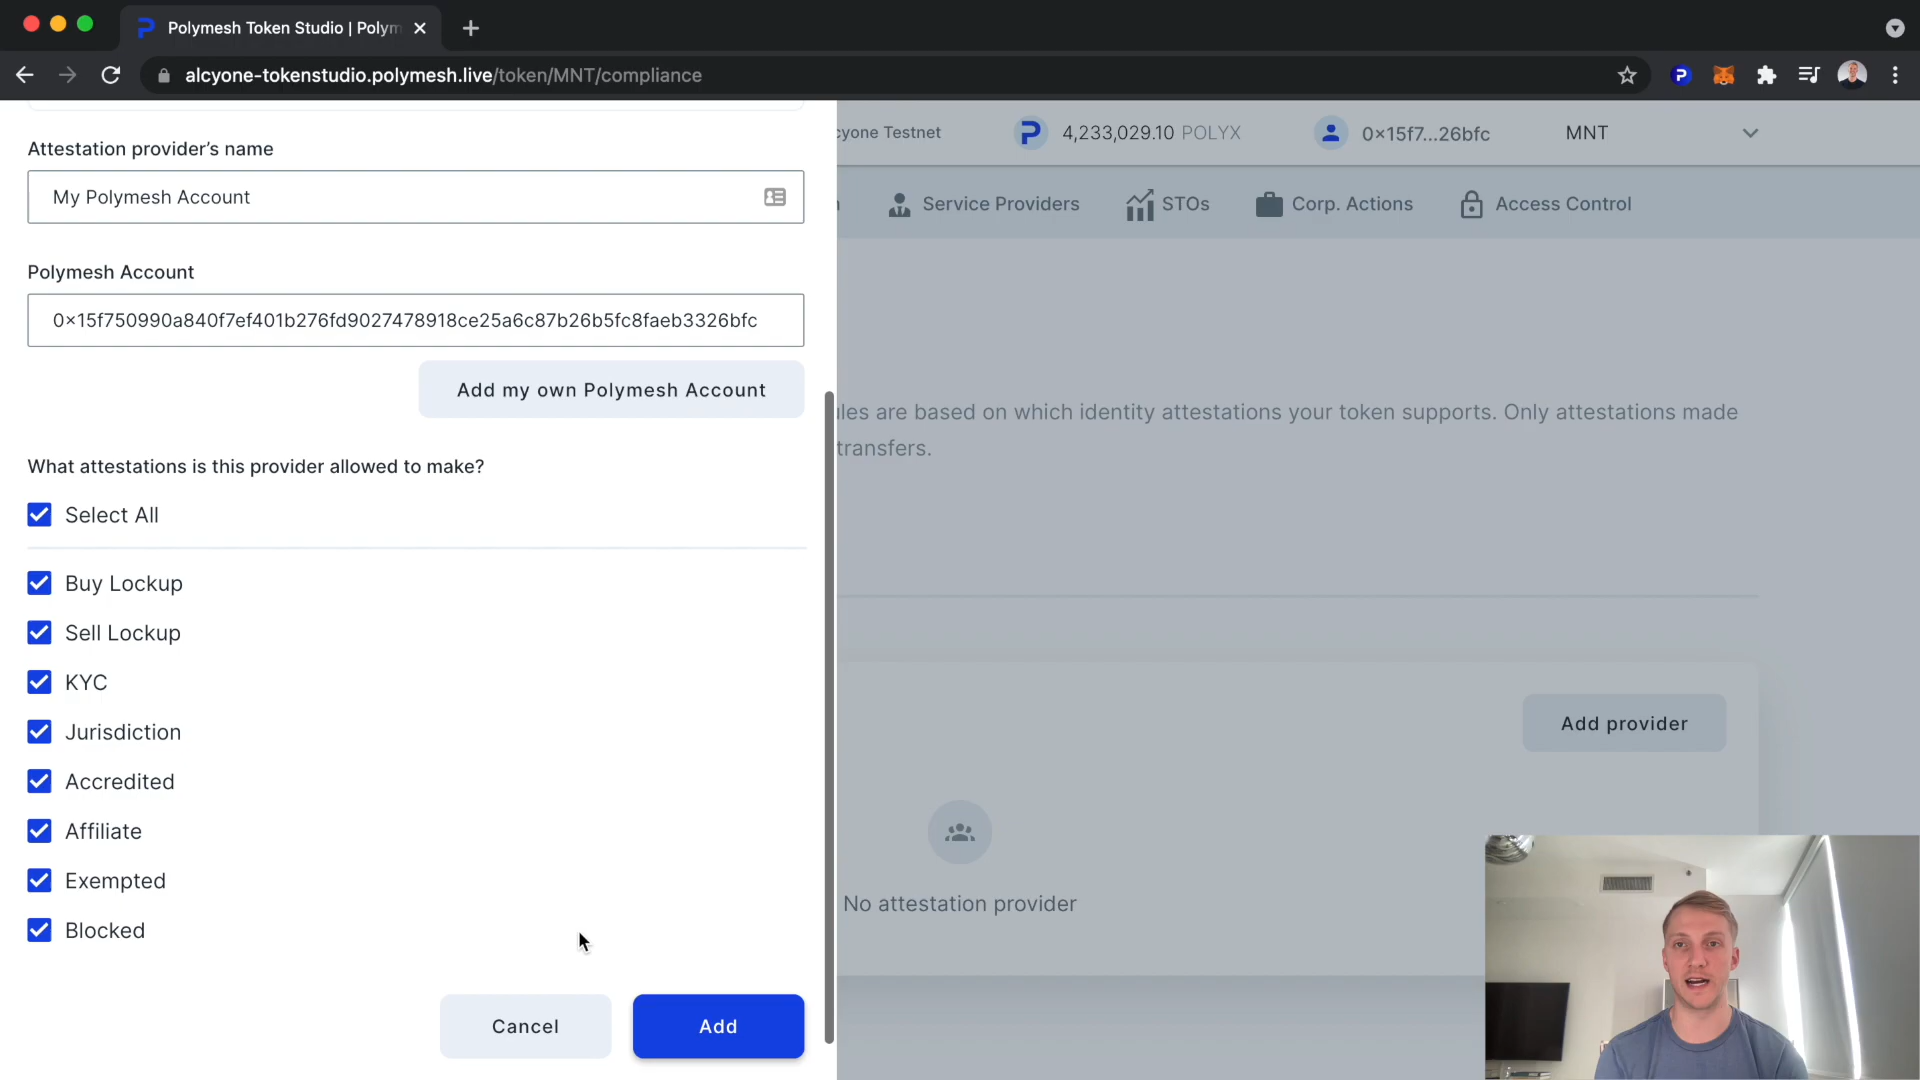 Polymesh Token Studio | Polym
alcyone-tokenstudio.polymesh.live/token/MNT/compliance
cyone Testnet
4,233,029.10 POLYX
0×15f7...26bfc
MNT
Service Providers
STOs
Corp. Actions
Access Control
Attestation provider’s name
My Polymesh Account
Polymesh Account
0×15f750990a840f7ef401b276fd9027478918ce25a6c87b26b5fc8faeb3326bfc
Add my own Polymesh Account
What attestations is this provider allowed to make?
Select All
Buy Lockup
Sell Lockup
KYC
Jurisdiction
Accredited
Affiliate
Exempted
Blocked
Cancel
Add
ules are based on which identity attestations your token supports. Only attestations made
transfers.
Add provider
No attestation provider